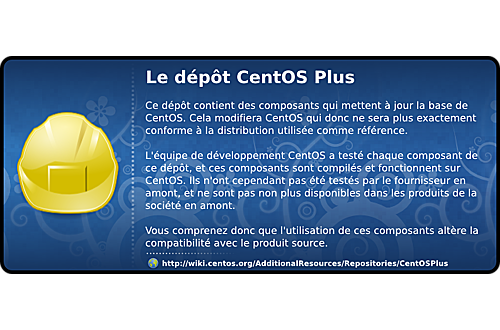 Le dépôt CentOS Plus
Ce dépôt contient des composants qui mettent à jour la base de
CentOS. Cela modifiera CentOS qui donc ne sera plus exactement
conforme à la distribution utilisée comme référence.
L'équipe de développement CentOS a testé chaque composant de
ce dépôt, et ces composants sont compilés et fonctionnent sur
CentOS. Ils n'ont cependant pas été testés par le fournisseur en
amont, et ne sont pas non plus disponibles dans les produits de la
société en amont.
Vous comprenez donc que l'utilisation de ces composants altère la
compatibilité avec le produit source.
http://wiki.centos.org/AdditionalResources/Repositories/CentOSPlus